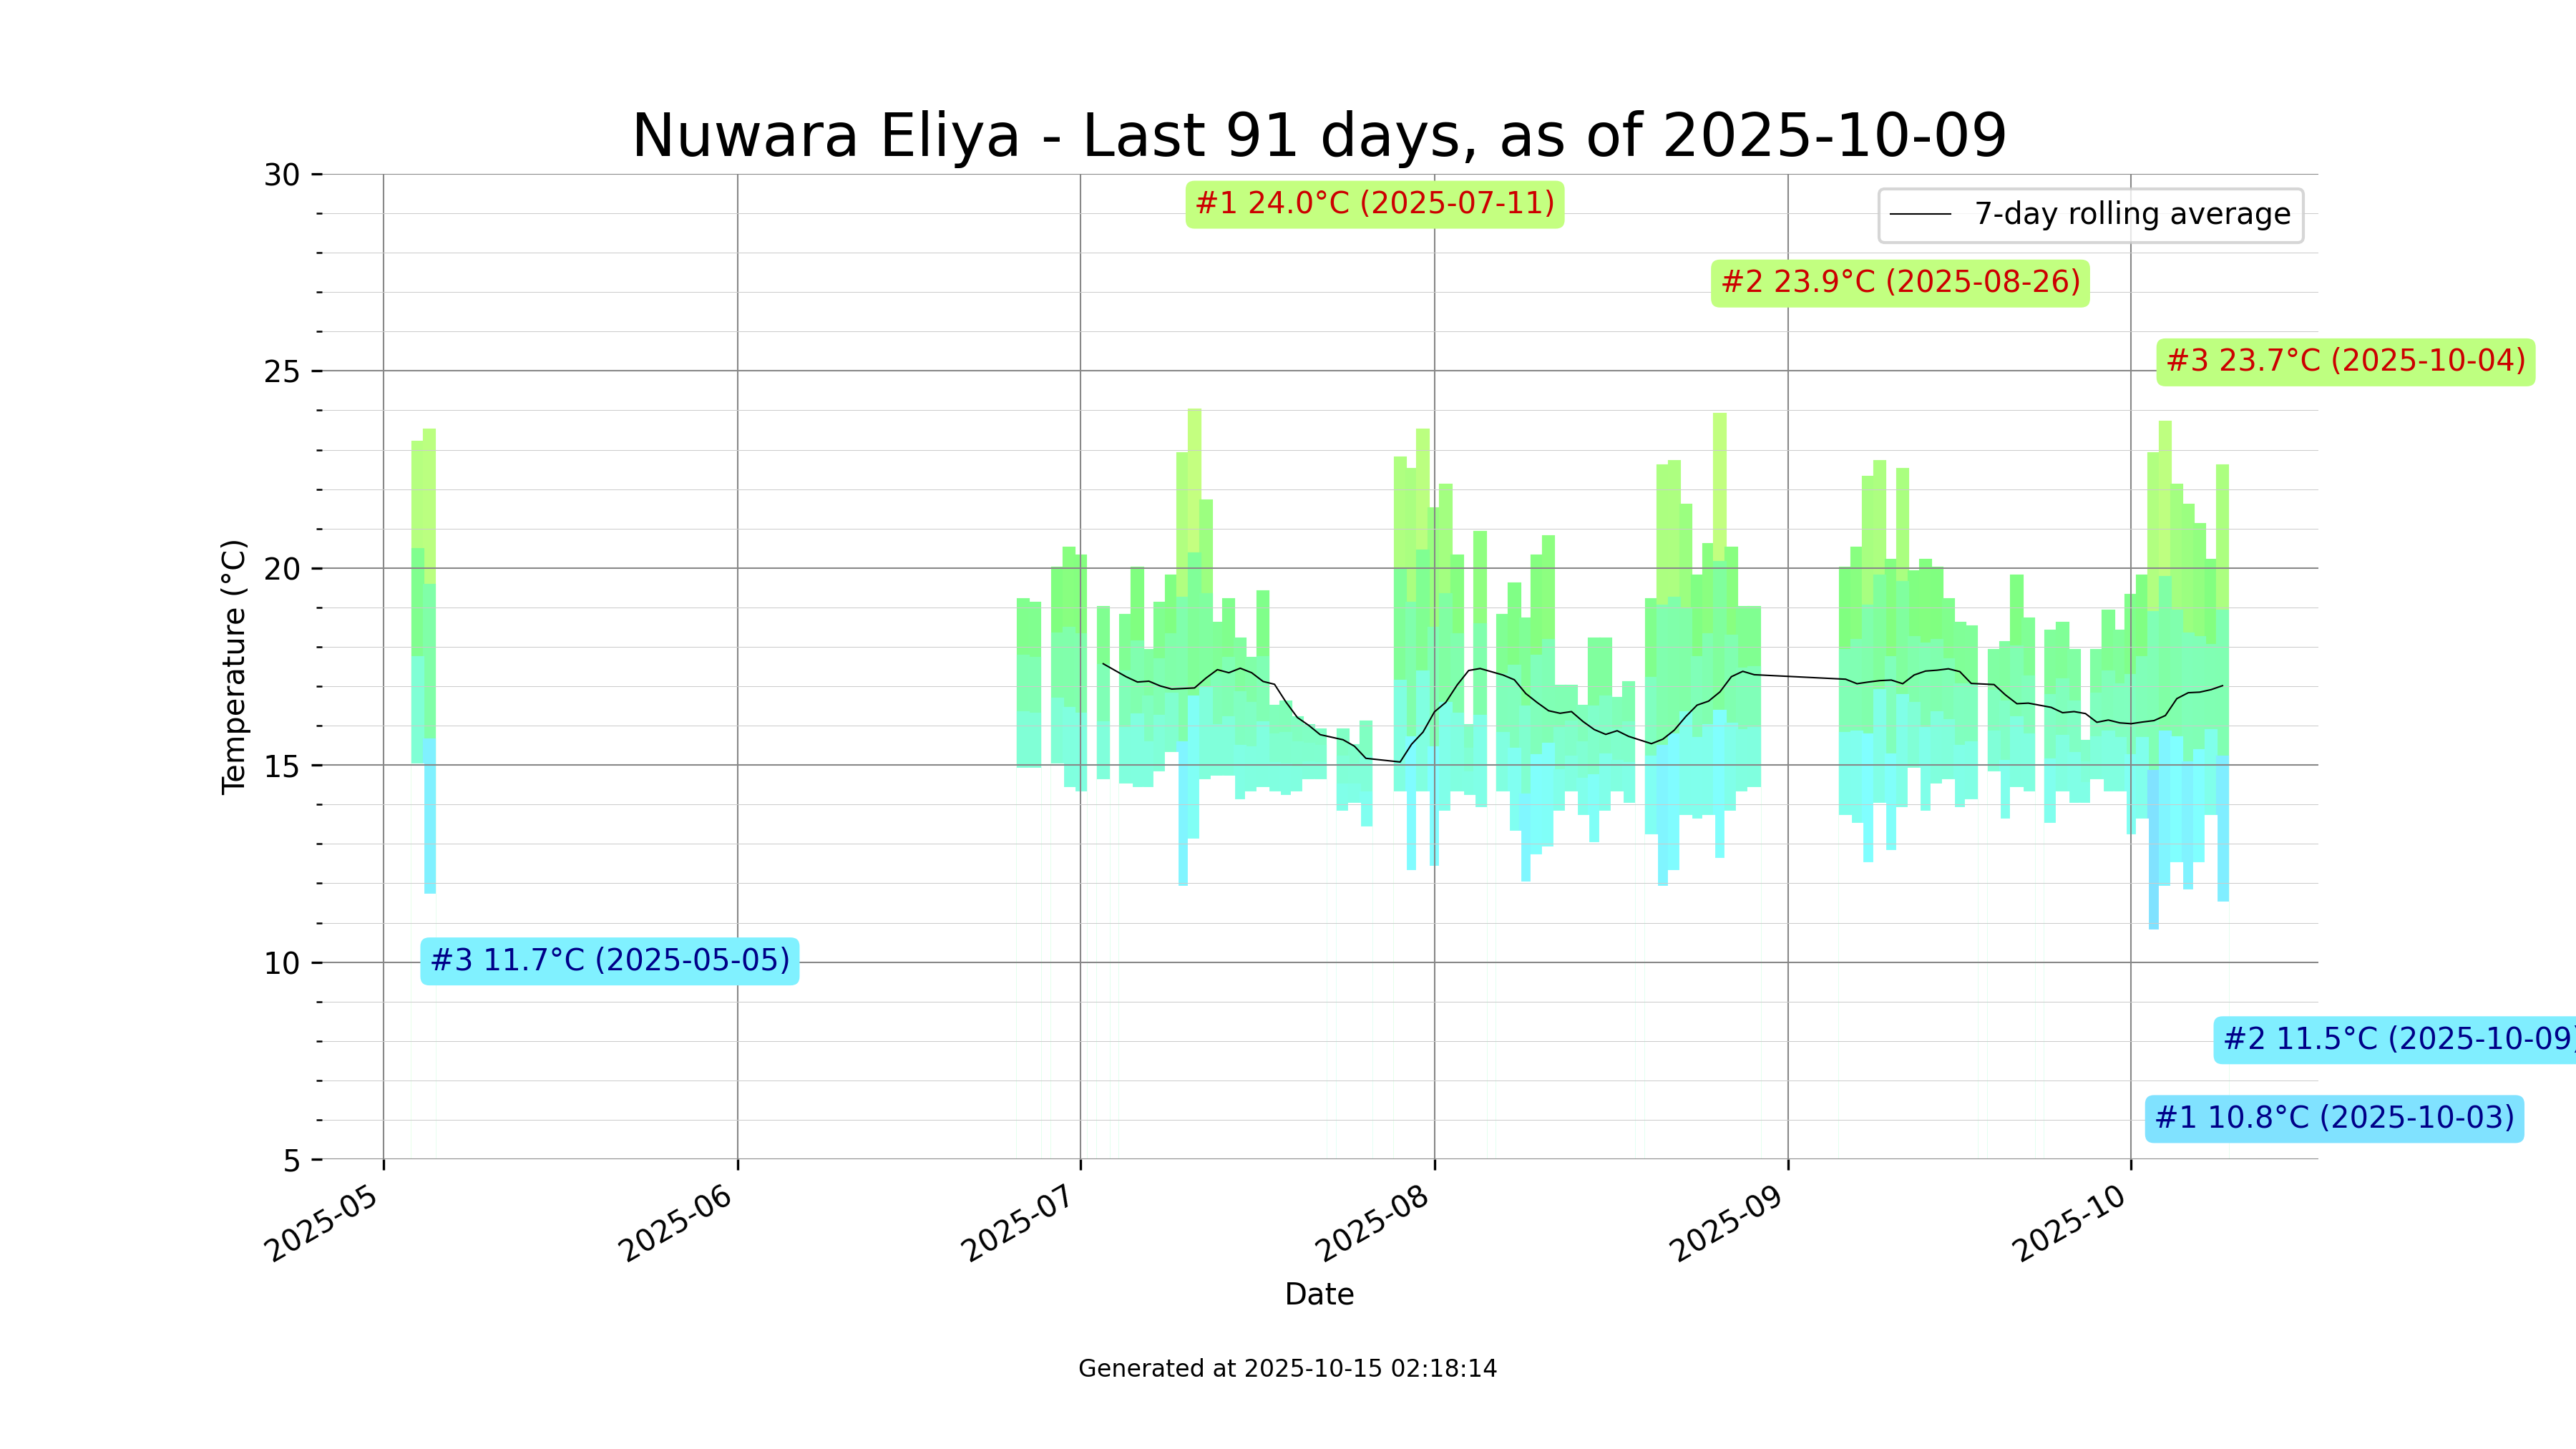 Nuwara Eliya - Last 91 days, as of 2025-10-09
30
25
20
15
10
5
Temperature (°C)
#1 24.0°C (2025-07-11)
7-day rolling average
#2 23.9°C (2025-08-26)
#3 23.7°C (2025-10-04)
#3 11.7°C (2025-05-05)
#2 11.5°C (2025-10-09)
#1 10.8°C (2025-10-03)
2025-05
2025-06
2025-07
2025-08
2025-09
2025-10
Date
Generated at 2025-10-15 02:18:14